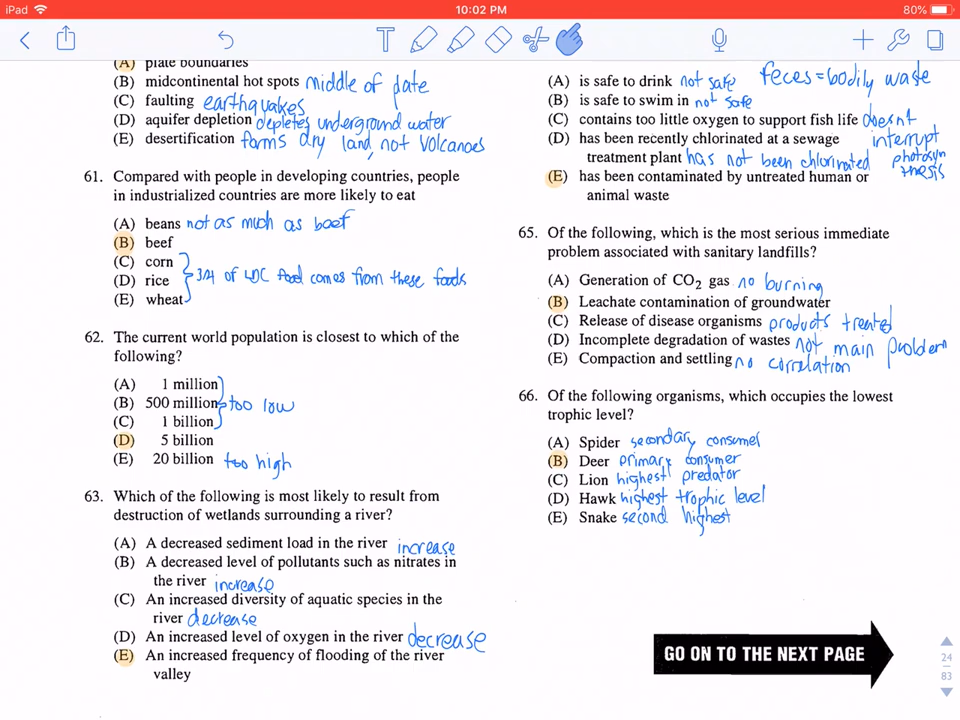 iPad 10:02 PM 80%
T
(A) plate boundaries
(B) midcontinental hot spots middle of plate
(C) faulting earthquakes
(D) aquifer depletion depletes underground water
(E) desertification forms dry land, not volcanoes
61. Compared with people in developing countries, people
in industrialized countries are more likely to eat
(A) beans not as much as beef
(B) beef
(C) corn
(D) rice 3/4 of LDC food comes from these foods
(E) wheat
62. The current world population is closest to which of the
following?
(A) 1 million
(B) 500 million too low
(C) 1 billion
(D) 5 billion
(E) 20 billion too high
63. Which of the following is most likely to result from
destruction of wetlands surrounding a river?
(A) A decreased sediment load in the river increase
(B) A decreased level of pollutants such as nitrates in
the river increase
(C) An increased diversity of aquatic species in the
river decrease
(D) An increased level of oxygen in the river decrease
(E) An increased frequency of flooding of the river
valley
(A) is safe to drink not safe feces = bodily waste
(B) is safe to swim in not safe
(C) contains too little oxygen to support fish life doesn't
(D) has been recently chlorinated at a sewage interrupt
treatment plant has not been chlorinated photosyn
thesis
(E) has been contaminated by untreated human or
animal waste
65. Of the following, which is the most serious immediate
problem associated with sanitary landfills?
(A) Generation of CO₂ gas no burning
(B) Leachate contamination of groundwater
(C) Release of disease organisms products treated
(D) Incomplete degradation of wastes not main problem
(E) Compaction and settling no correlation
66. Of the following organisms, which occupies the lowest
trophic level?
(A) Spider secondary consumer
(B) Deer primary consumer
(C) Lion highest predator
(D) Hawk highest trophic level
(E) Snake second highest
GO ON TO THE NEXT PAGE
24
83